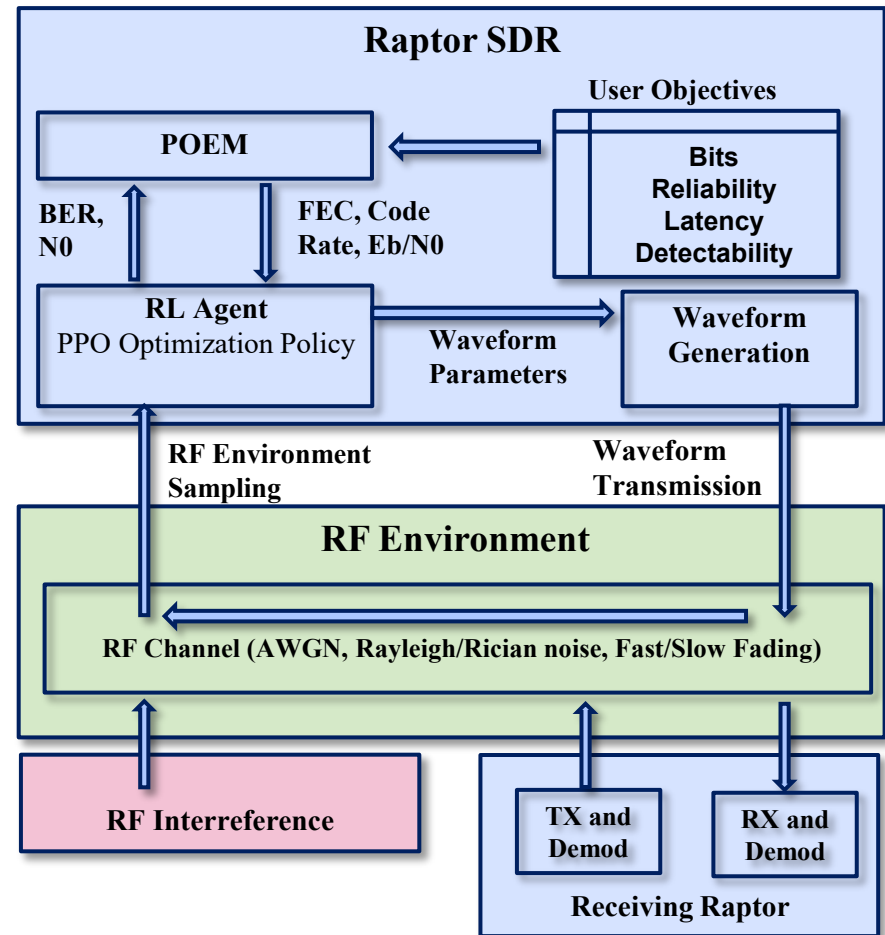 Raptor SDR
User Objectives
POEM
Bits
Reliability
Latency
Detectability
BER,
N0
FEC, Code
Rate, Eb/N0
RL Agent
PPO Optimization Policy
Waveform
Parameters
Waveform
Generation
RF Environment
Sampling
Waveform
Transmission
RF Environment
RF Channel (AWGN, Rayleigh/Rician noise, Fast/Slow Fading)
RF Interreference
TX and
Demod
RX and
Demod
Receiving Raptor